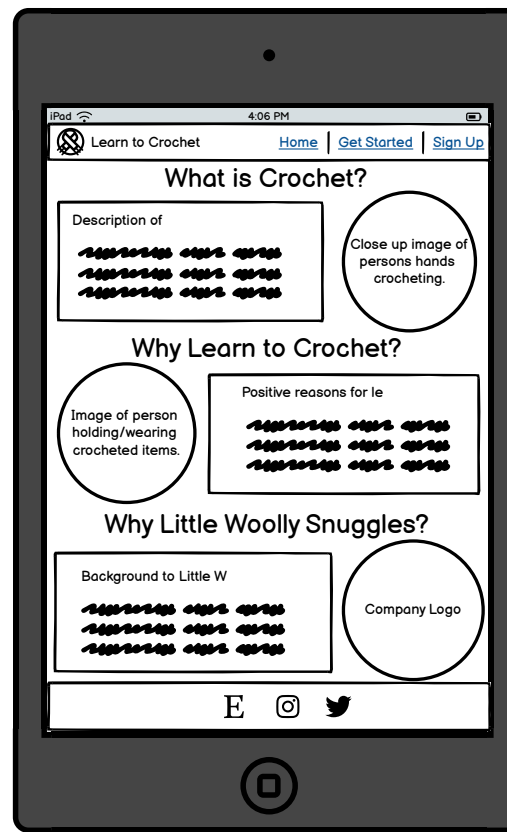 iPad 4:06 PM
Learn to Crochet Home Get Started Sign Up
What is Crochet?
Description of
Close up image of
persons hands
crocheting.
Why Learn to Crochet?
Image of person
holding/wearing
crocheted items.
Positive reasons for le
Why Little Woolly Snuggles?
Background to Little W
Company Logo
E